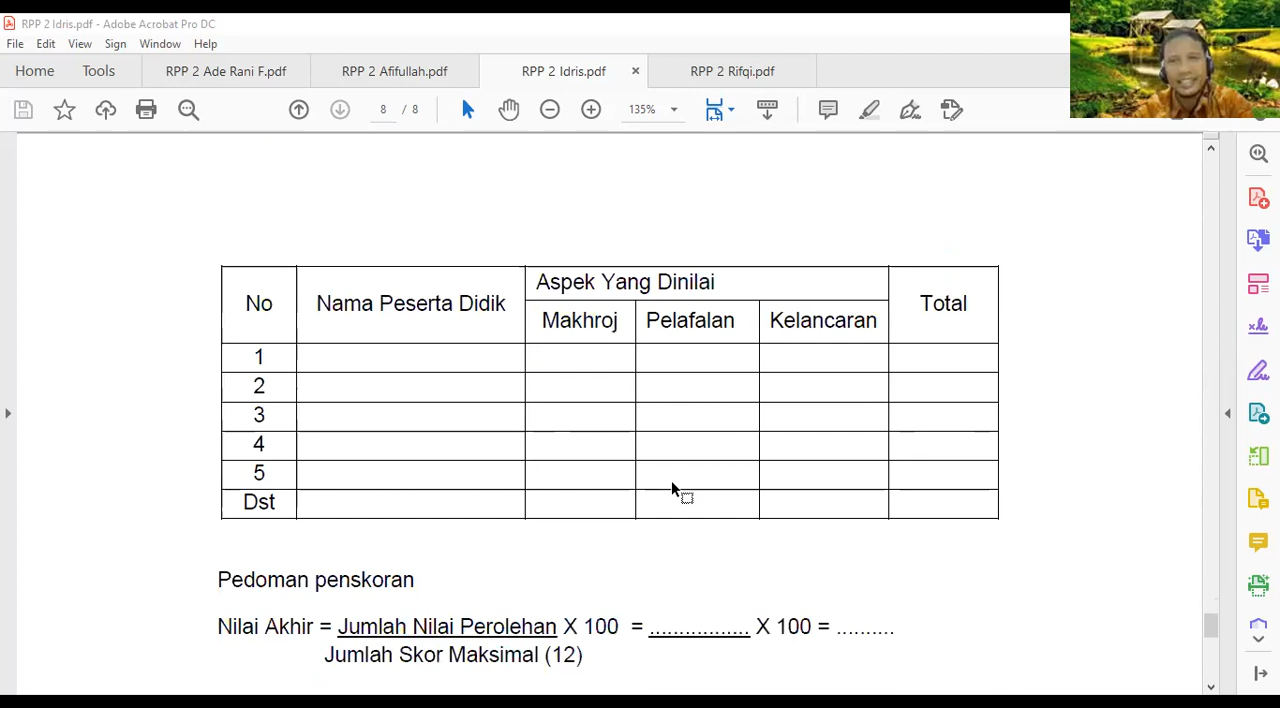 RPP 2 Idris.pdf - Adobe Acrobat Pro DC
File Edit View Sign Window Help
Home Tools RPP 2 Ade Rani F.pdf RPP 2 Afifullah.pdf RPP 2 Idris.pdf × RPP 2 Rifqi.pdf
8 / 8 135%
No Nama Peserta Didik Aspek Yang Dinilai Total
Makhroj Pelafalan Kelancaran
1
2
3
4
5
Dst
Pedoman penskoran
Nilai Akhir = Jumlah Nilai Perolehan X 100 = ................. X 100 = ..........
Jumlah Skor Maksimal (12)